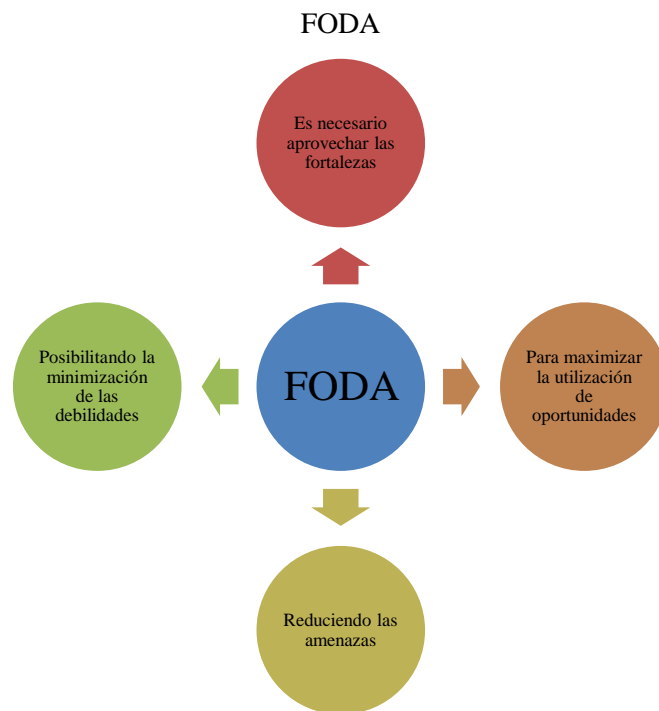 FODA
Es necesario
aprovechar las
fortalezas
Posibilitando la
minimización
de las
debilidades
FODA
Para maximizar
la utilización
de
oportunidades
Reduciendo las
amenazas